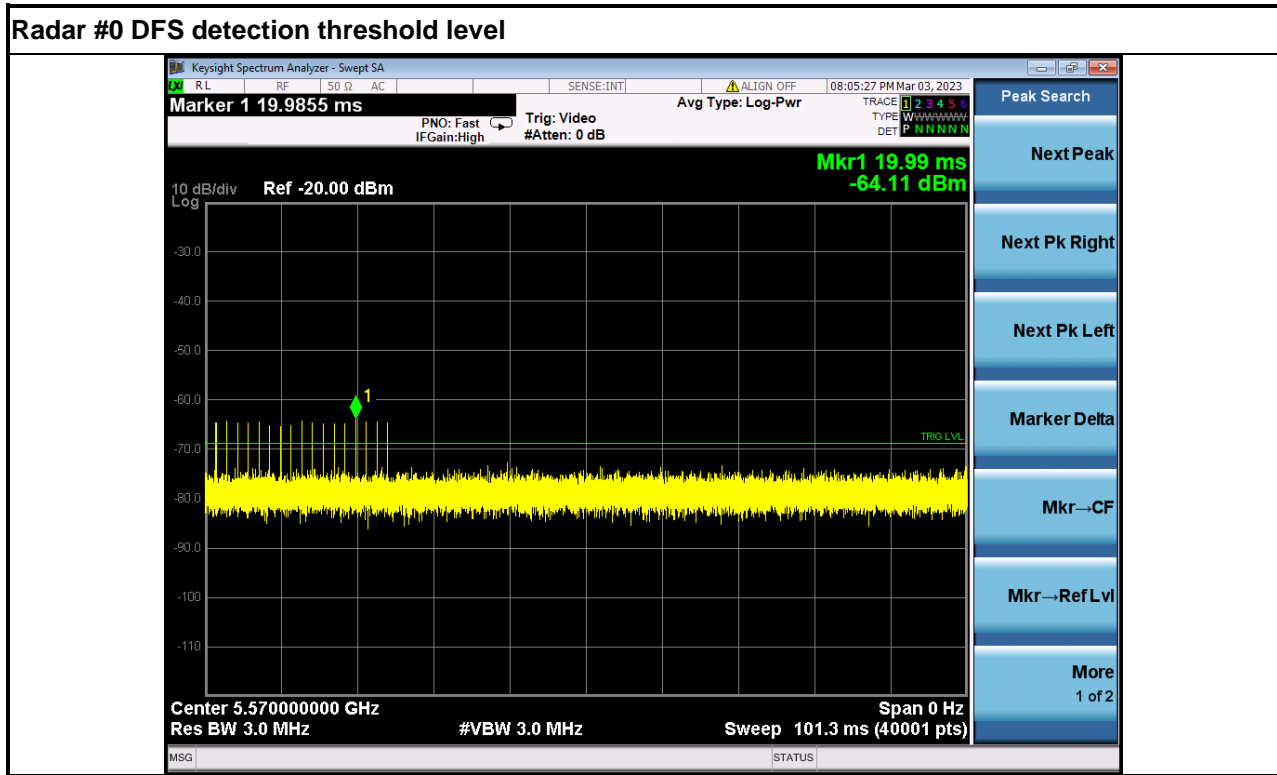 Radar #0 DFS detection threshold level
Keysight Spectrum Analyzer - Swept SA
LXI RL RF 50 Ω AC SENSE:INT ALIGN OFF 08:05:27 PM Mar 03, 2023
Marker 1 19.9855 ms
PNO: Fast
IFGain:High
Trig: Video
#Atten: 0 dB
Avg Type: Log-Pwr
TRACE 1 2 3 4 5 6
TYPE WWWWWW
DET P N N N N N
Peak Search
Mkr1 19.99 ms
-64.11 dBm
10 dB/div Ref -20.00 dBm
Log
-30.0
-40.0
-50.0
-60.0
-70.0
-80.0
-90.0
-100
-110
1
TRIG LVL
Next Peak
Next Pk Right
Next Pk Left
Marker Delta
Mkr→CF
Mkr→Ref Lvl
More
1 of 2
Center 5.570000000 GHz
Span 0 Hz
Res BW 3.0 MHz
#VBW 3.0 MHz
Sweep 101.3 ms (40001 pts)
MSG
STATUS